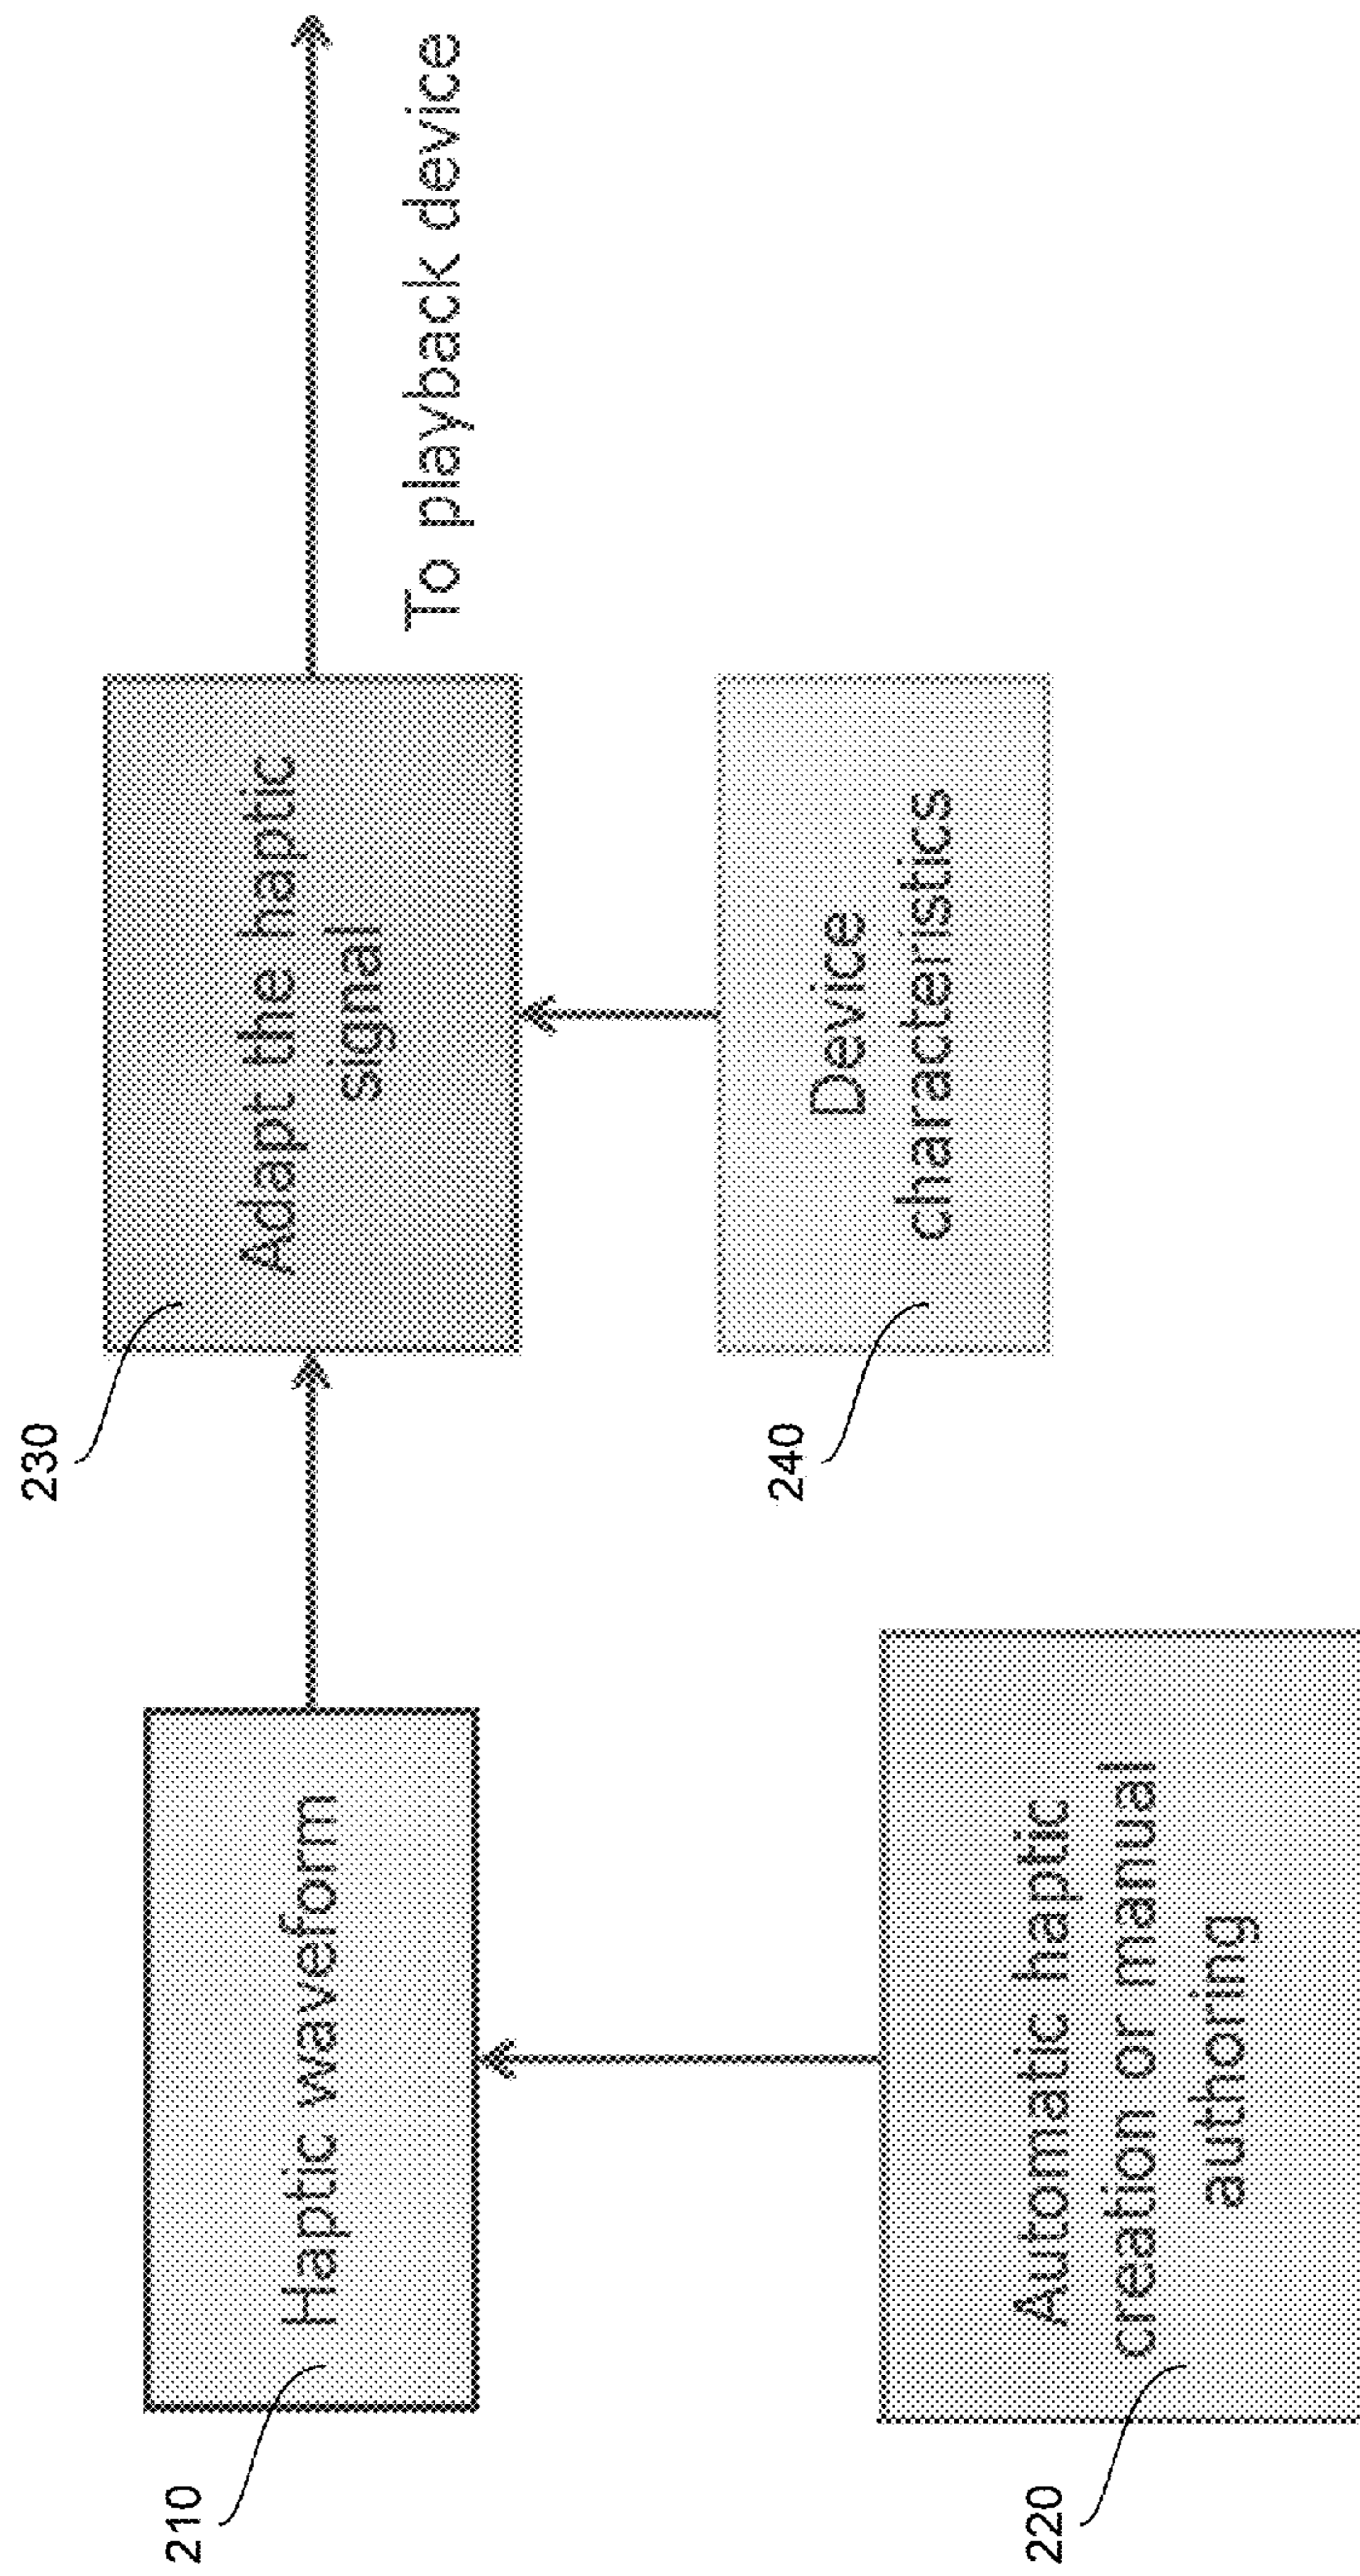 210
Haptic waveform
230
Adapt the haptic
signal
To playback device
220
Automatic haptic
creation or manual
authoring
240
Device
characteristics